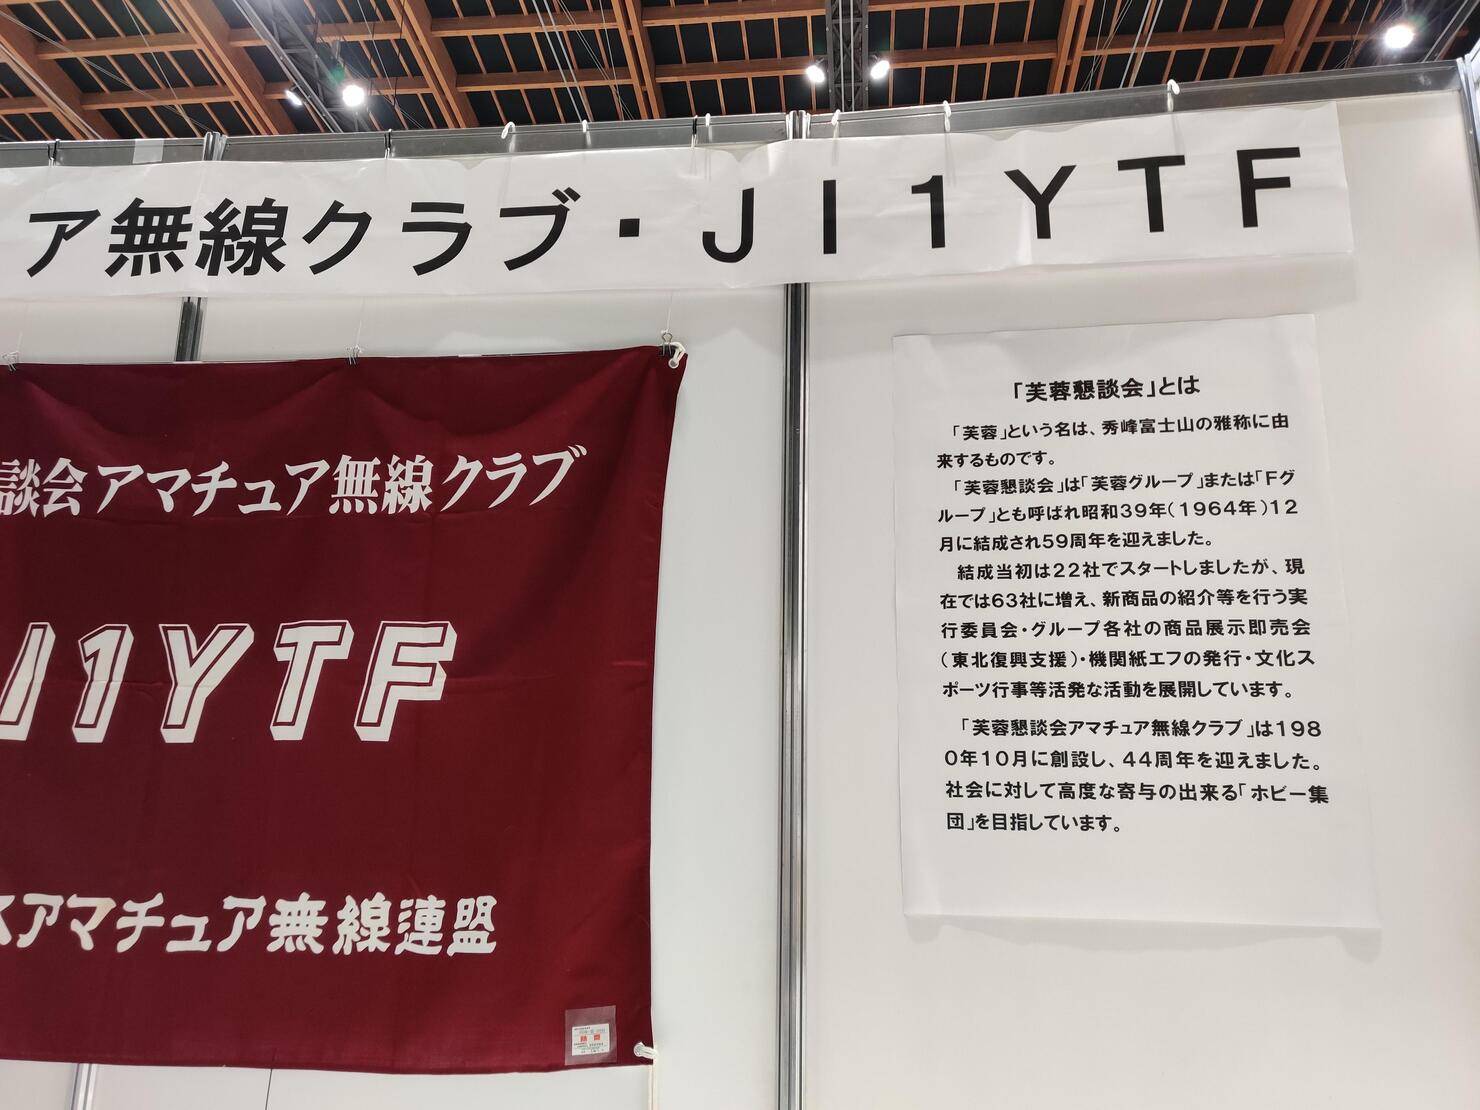 ア無線クラブ・JI1YTF
談会アマチュア無線クラブ
I1YTF
アマチュア無線連盟
「芙蓉懇談会」とは
「芙蓉」という名は、秀峰富士山の雅称に由
来するものです。
「芙蓉懇談会」は「芙蓉グループ」または「Fグ
ループ」とも呼ばれ昭和39年(1964年)12
月に結成され59周年を迎えました。
結成当初は22社でスタートしましたが、現
在では63社に増え、新商品の紹介等を行う実
行委員会・グループ各社の商品展示即売会
(東北復興支援)・機関紙エフの発行・文化ス
ポーツ行事等活発な活動を展開しています。
「芙蓉懇談会アマチュア無線クラブ」は198
0年10月に創設し、44周年を迎えました。
社会に対して高度な寄与の出来る「ホビー集
団」を目指しています。